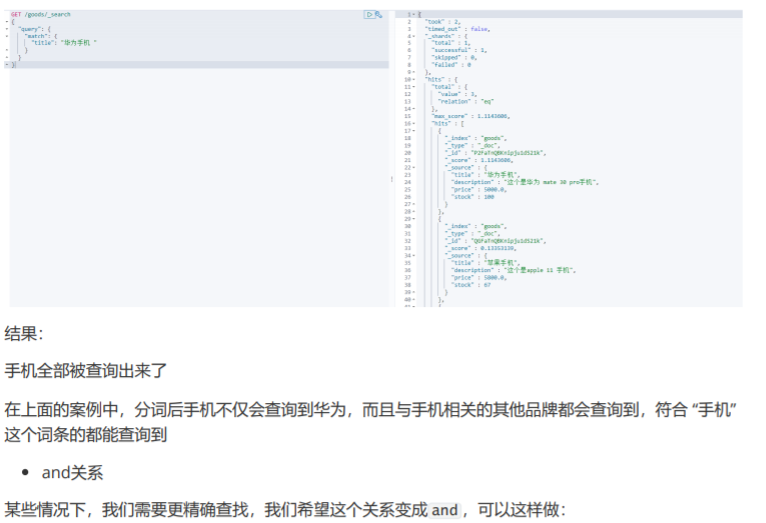 GET /goods/_search
{
"query": {
"match": {
"title": "华为手机 "
}
}
}
1 {
2 "took" : 2,
3 "timed_out" : false,
4 "_shards" : {
5 "total" : 1,
6 "successful" : 1,
7 "skipped" : 0,
8 "failed" : 0
9 },
10 "hits" : {
11 "total" : {
12 "value" : 3,
13 "relation" : "eq"
14 },
15 "max_score" : 1.1143608,
16 "hits" : [
17 {
18 "_index" : "goods",
19 "_type" : "_doc",
20 "_id" :
21 "_score" : 1.1143608,
22 "_source" : {
23 "title" : "华为手机",
24 "description" : "这个是华为 mate 30 pro手机",
25 "price" : 5000.0,
26 "stock" : 100
27 }
28 },
29 {
30 "_index" : "goods",
31 "_type" : "_doc",
32 "_id" :
33 "_score" : 0.13353139,
34 "_source" : {
35 "title" : "苹果手机",
36 "description" : "这个是apple 11 手机",
37 "price" : 5800.0,
38 "stock" : 67
39 }
40 },
41 {
结果：
手机全部被查询出来了
在上面的案例中，分词后手机不仅会查询到华为，而且与手机相关的其他品牌都会查询到，符合 “手机”
这个词条的都能查询到
• and关系
某些情况下，我们需要更精确查找，我们希望这个关系变成 and ，可以这样做：